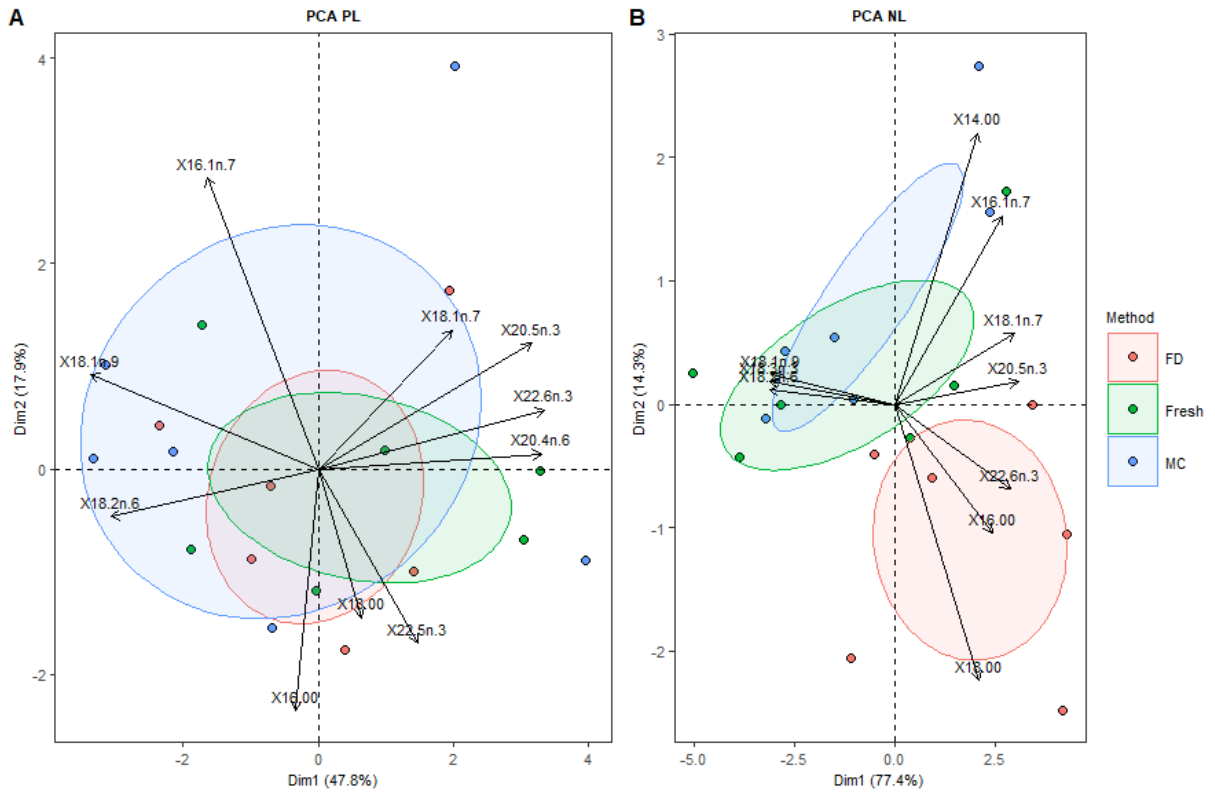 A
PCA PL
4
2
0
-2
Dim2 (17.9%)
X16.1n.7
X18.1n.7
X20.5n.3
X18.1n.9
X22.6n.3
X20.4n.6
X18.2n.6
X18.00
X22.5n.3
X16.00
-2
0
2
4
Dim1 (47.8%)
B
PCA NL
3
2
1
0
-1
-2
Dim2 (14.3%)
X14.00
X16.1n.7
X18.1n.7
X18.1n.9
X20.5n.3
X22.6n.3
X16.00
X18.00
-5.0
-2.5
0.0
2.5
Dim1 (77.4%)
Method
FD
Fresh
MC